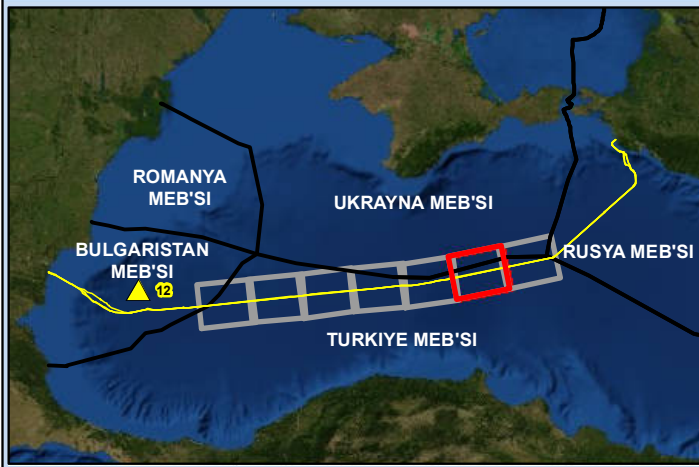 ROMANYA
MEB'SI
UKRAYNA MEB'SI
BULGARISTAN
MEB'SI
RUSYA MEB'SI
12
TURKIYE MEB'SI